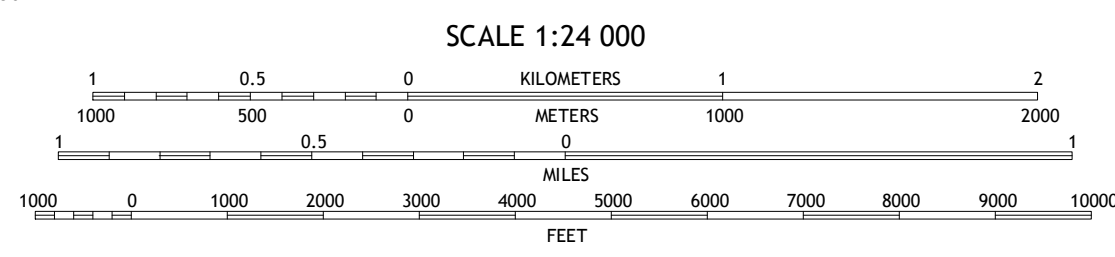 SCALE 1:24 000
1 0.5 0 KILOMETERS 1 2
1000 500 0 METERS 1000 2000
1 0.5 0 1
MILES
1000 0 1000 2000 3000 4000 5000 6000 7000 8000 9000 10000
FEET